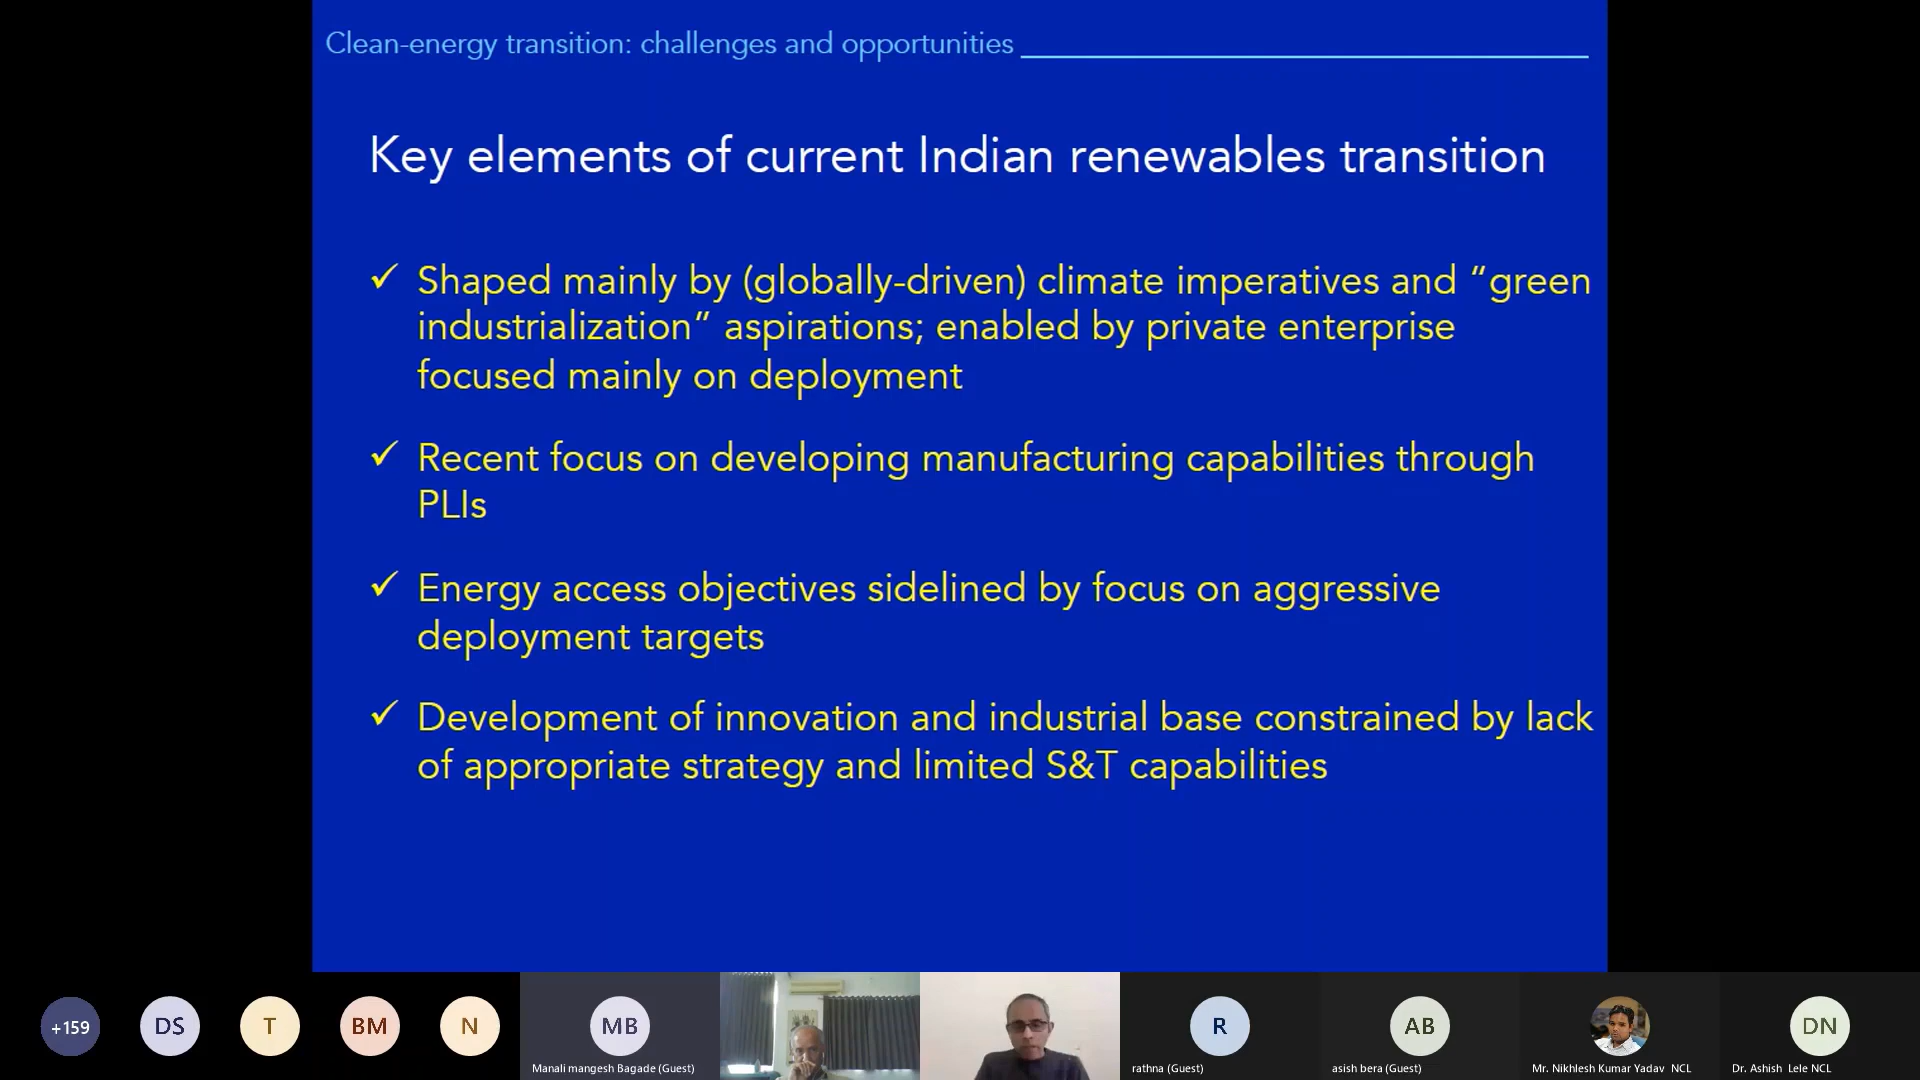 Clean-energy transition: challenges and opportunities
Key elements of current Indian renewables transition
✓ Shaped mainly by (globally-driven) climate imperatives and “green
industrialization” aspirations; enabled by private enterprise
focused mainly on deployment
✓ Recent focus on developing manufacturing capabilities through
PLIs
✓ Energy access objectives sidelined by focus on aggressive
deployment targets
✓ Development of innovation and industrial base constrained by lack
of appropriate strategy and limited S&T capabilities
+159
DS
T
BM
N
MB
Manali mangesh Bagade (Guest)
R
rathna (Guest)
AB
asish bera (Guest)
Mr. Nikhlesh Kumar Yadav NCL
DN
Dr. Ashish Lele NCL